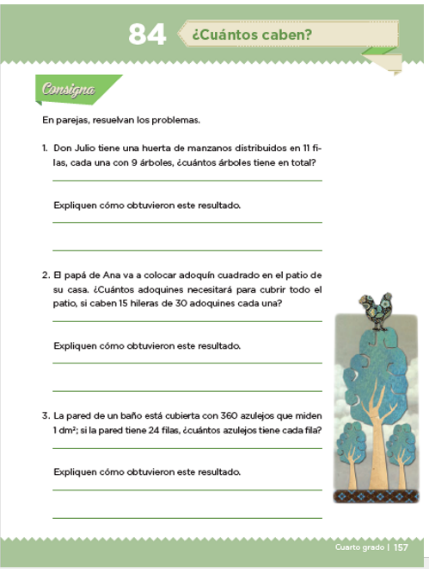 84
¿Cuántos caben?
Consigna
En parejas, resuelvan los problemas.
1. Don Julio tiene una huerta de manzanos distribuidos en 11 fi-
las, cada una con 9 árboles, ¿cuántos árboles tiene en total?
Expliquen cómo obtuvieron este resultado.
2. El papá de Ana va a colocar adoquín cuadrado en el patio de
su casa. ¿Cuántos adoquines necesitará para cubrir todo el
patio, si caben 15 hileras de 30 adoquines cada una?
Expliquen cómo obtuvieron este resultado.
3. La pared de un baño está cubierta con 360 azulejos que miden
1 dm²; si la pared tiene 24 filas, ¿cuántos azulejos tiene cada fila?
Expliquen cómo obtuvieron este resultado.
Cuarto grado | 157